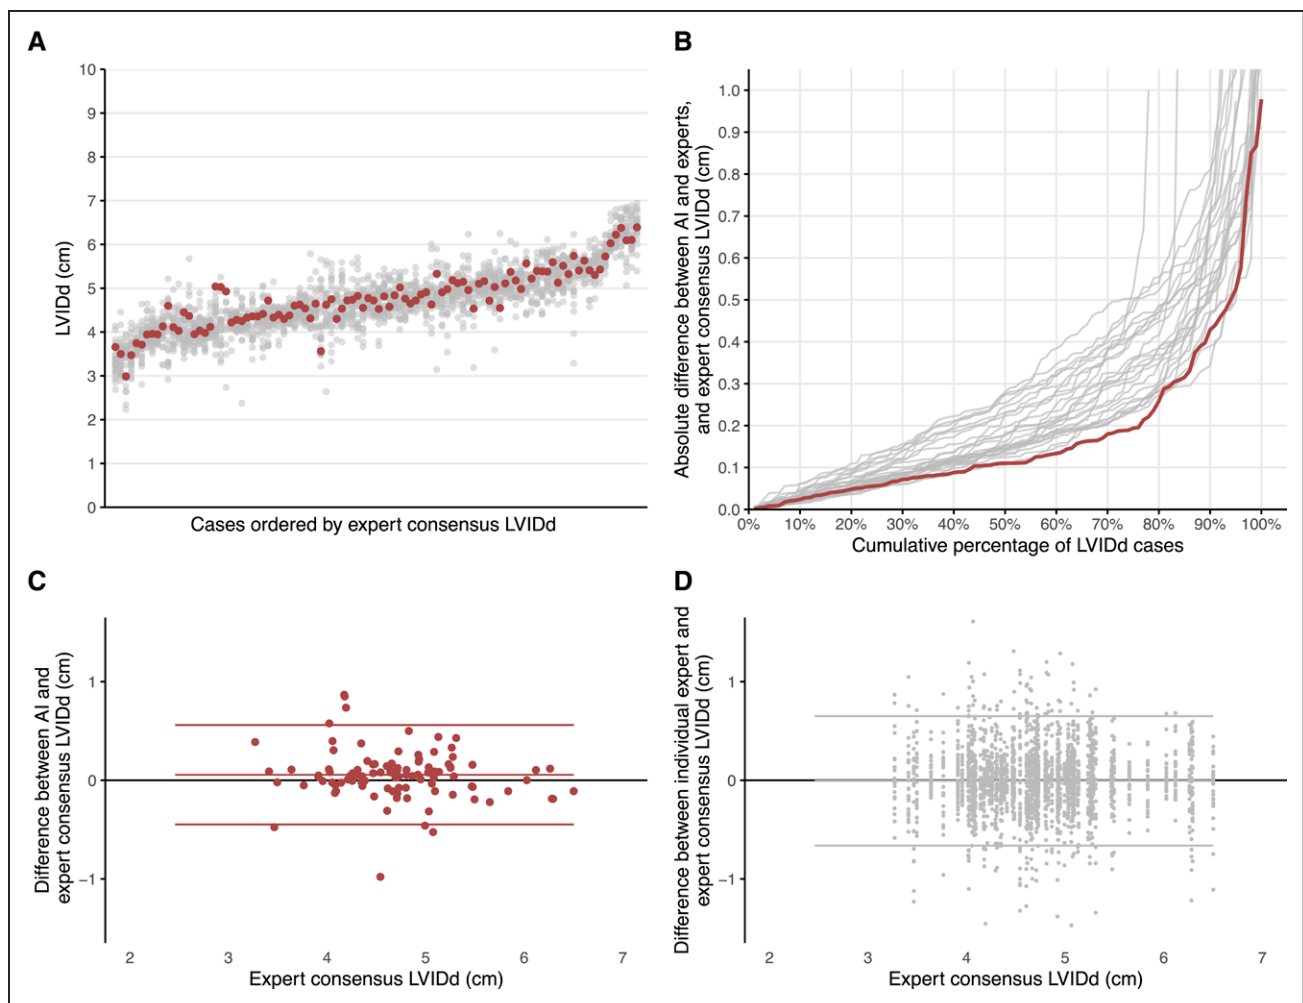 A
10
9
8
7
6
5
4
3
2
1
0
LVIDd (cm)
Cases ordered by expert consensus LVIDd
B
Absolute difference between AI and experts,
and expert consensus LVIDd (cm)
1.0
0.9
0.8
0.7
0.6
0.5
0.4
0.3
0.2
0.1
0.0
0% 10% 20% 30% 40% 50% 60% 70% 80% 90% 100%
Cumulative percentage of LVIDd cases
C
Difference between AI and
expert consensus LVIDd (cm)
1
0
−1
2 3 4 5 6 7
Expert consensus LVIDd (cm)
D
Difference between individual expert and
expert consensus LVIDd (cm)
1
0
−1
2 3 4 5 6 7
Expert consensus LVIDd (cm)